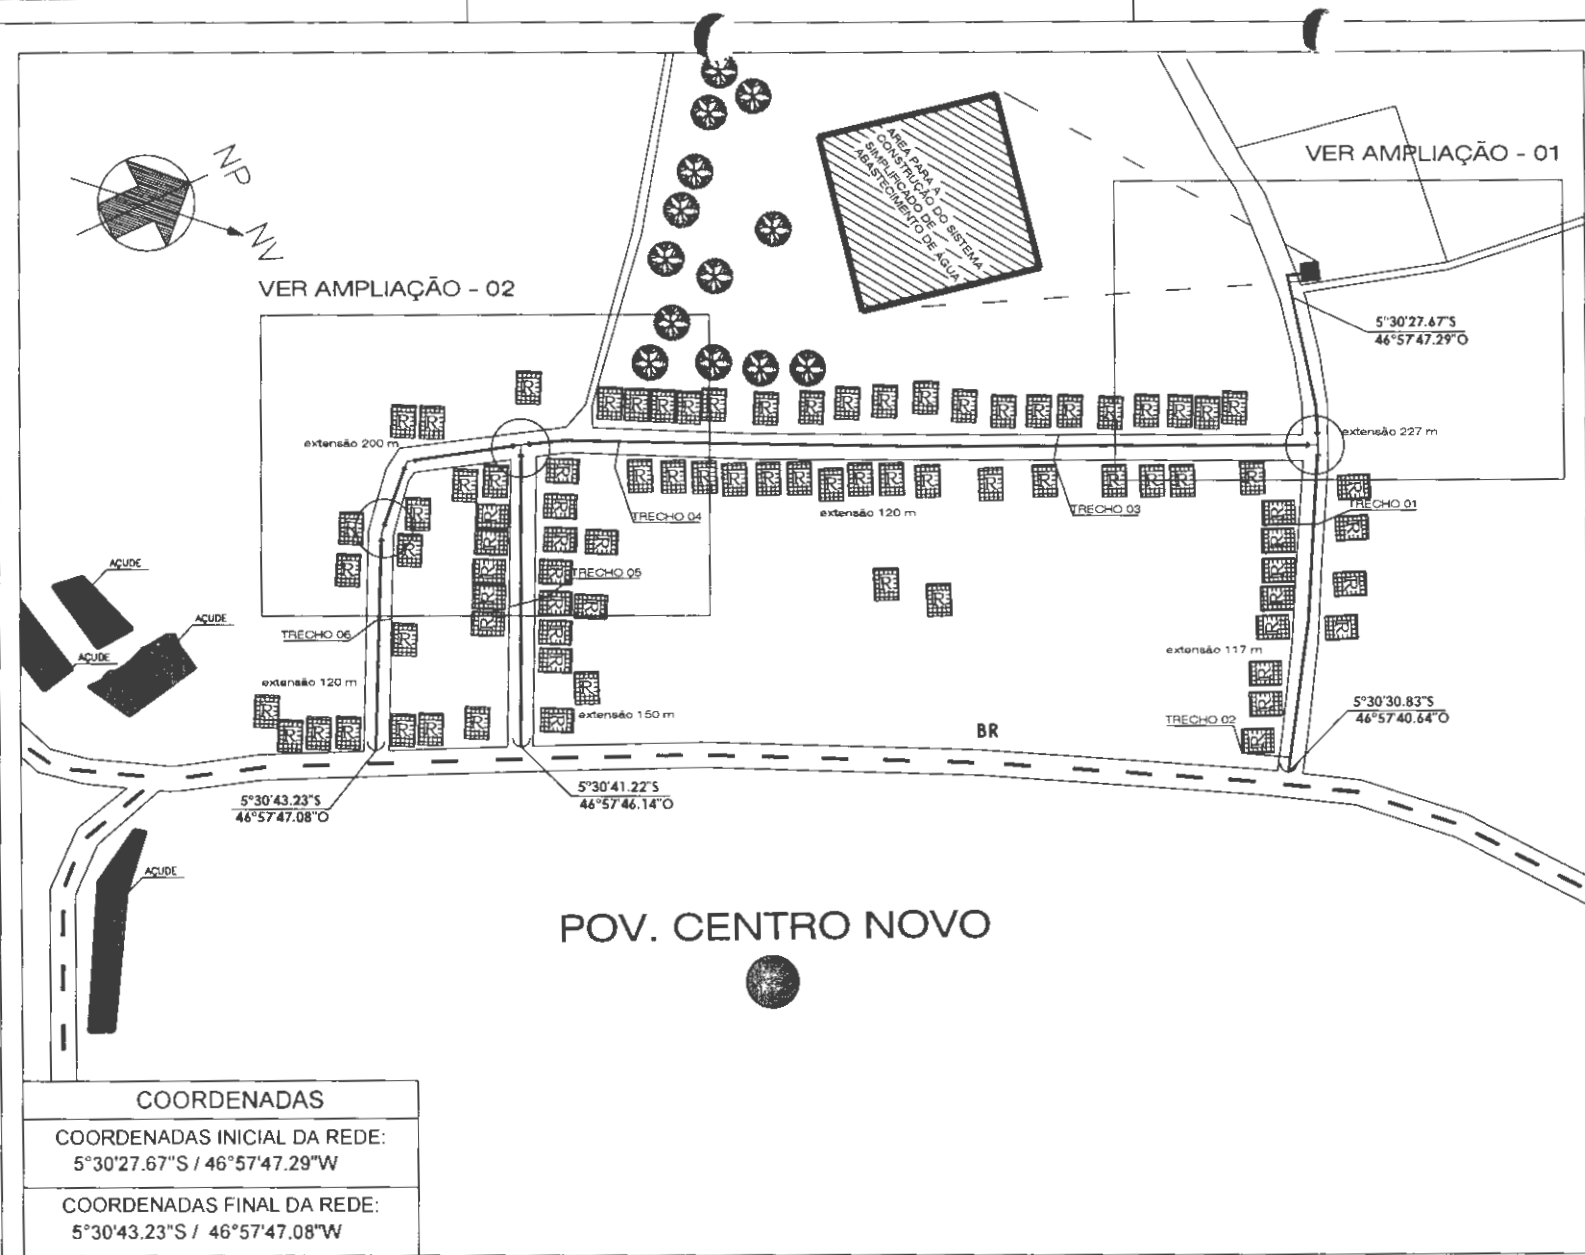 VER AMPLIAÇÃO - 01
NP
NV
AREA PARA A
CONSTRUÇÃO DO SISTEMA
SIMPLIFICADO DE
ABASTECIMENTO DE AGUA
VER AMPLIAÇÃO - 02
5°30'27.67"S
46°57'47.29"O
extensão 200 m
extensão 227 m
TRECHO 04
extensão 120 m
TRECHO 03
TRECHO 01
AÇUDE
TRECHO 05
AÇUDE
TRECHO 06
AÇUDE
extensão 117 m
extensão 120 m
extensão 150 m
TRECHO 02
5°30'30.83"S
46°57'40.64"O
BR
5°30'43.23"S
46°57'47.08"O
5°30'41.22"S
46°57'46.14"O
AÇUDE
POV. CENTRO NOVO
COORDENADAS
COORDENADAS INICIAL DA REDE:
5°30'27.67"S / 46°57'47.29"W
COORDENADAS FINAL DA REDE:
5°30'43.23"S / 46°57'47.08"W